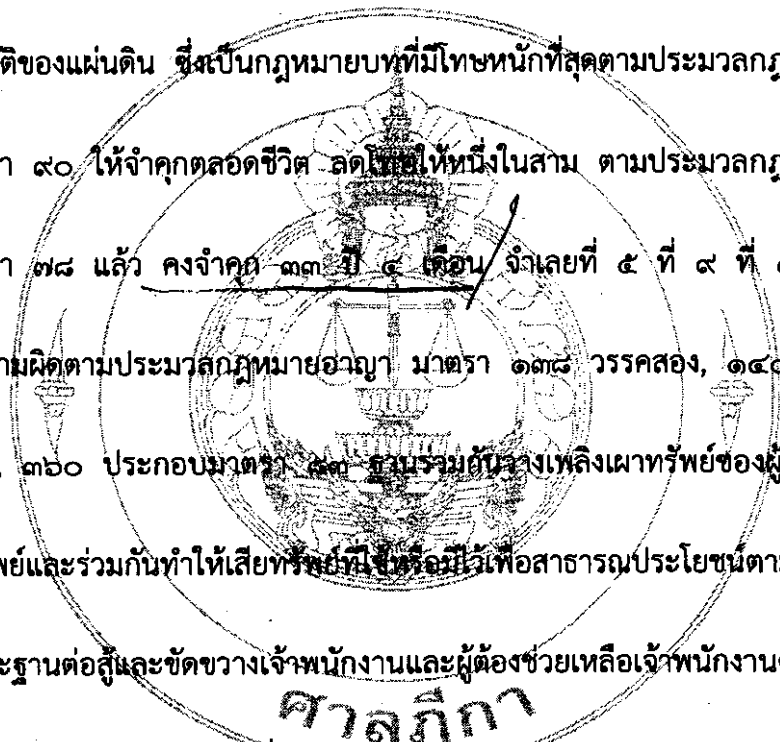 ติของแผ่นดิน ซึ่งเป็นกฎหมายบทที่มีโทษหนักที่สุดตามประมวลกฎ
า ๙๐ ให้จำคุกตลอดชีวิต ลดโทษให้หนึ่งในสาม ตามประมวลกฎ
า ๗๘ แล้ว คงจำคุก ๓๓ ปี ๔ เดือน จำเลยที่ ๕ ที่ ๙ ที่
ามผิดตามประมวลกฎหมายอาญา มาตรา ๑๓๘ วรรคสอง, ๑๔๐
, ๓๖๐ ประกอบมาตรา ๘๓ ฐานร่วมกันวางเพลิงเผาทรัพย์ของผู้
พย์และร่วมกันทำให้เสียทรัพย์ที่ใช้หรือมีไว้เพื่อสาธารณประโยชน์ตาม
ะฐานต่อสู้และขัดขวางเจ้าพนักงานและผู้ต้องช่วยเหลือเจ้าพนักงาน
ศาลฎีกา